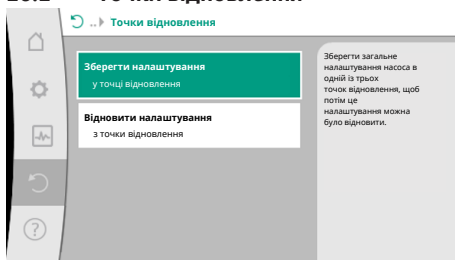 .. Точки відновлення
Зберегти налаштування
у точці відновлення
Відновити налаштування
з точки відновлення
Зберегти загальне
налаштування насоса в
одній із трьох
точок відновлення, щоб
потім це
налаштування можна
було відновити.
?